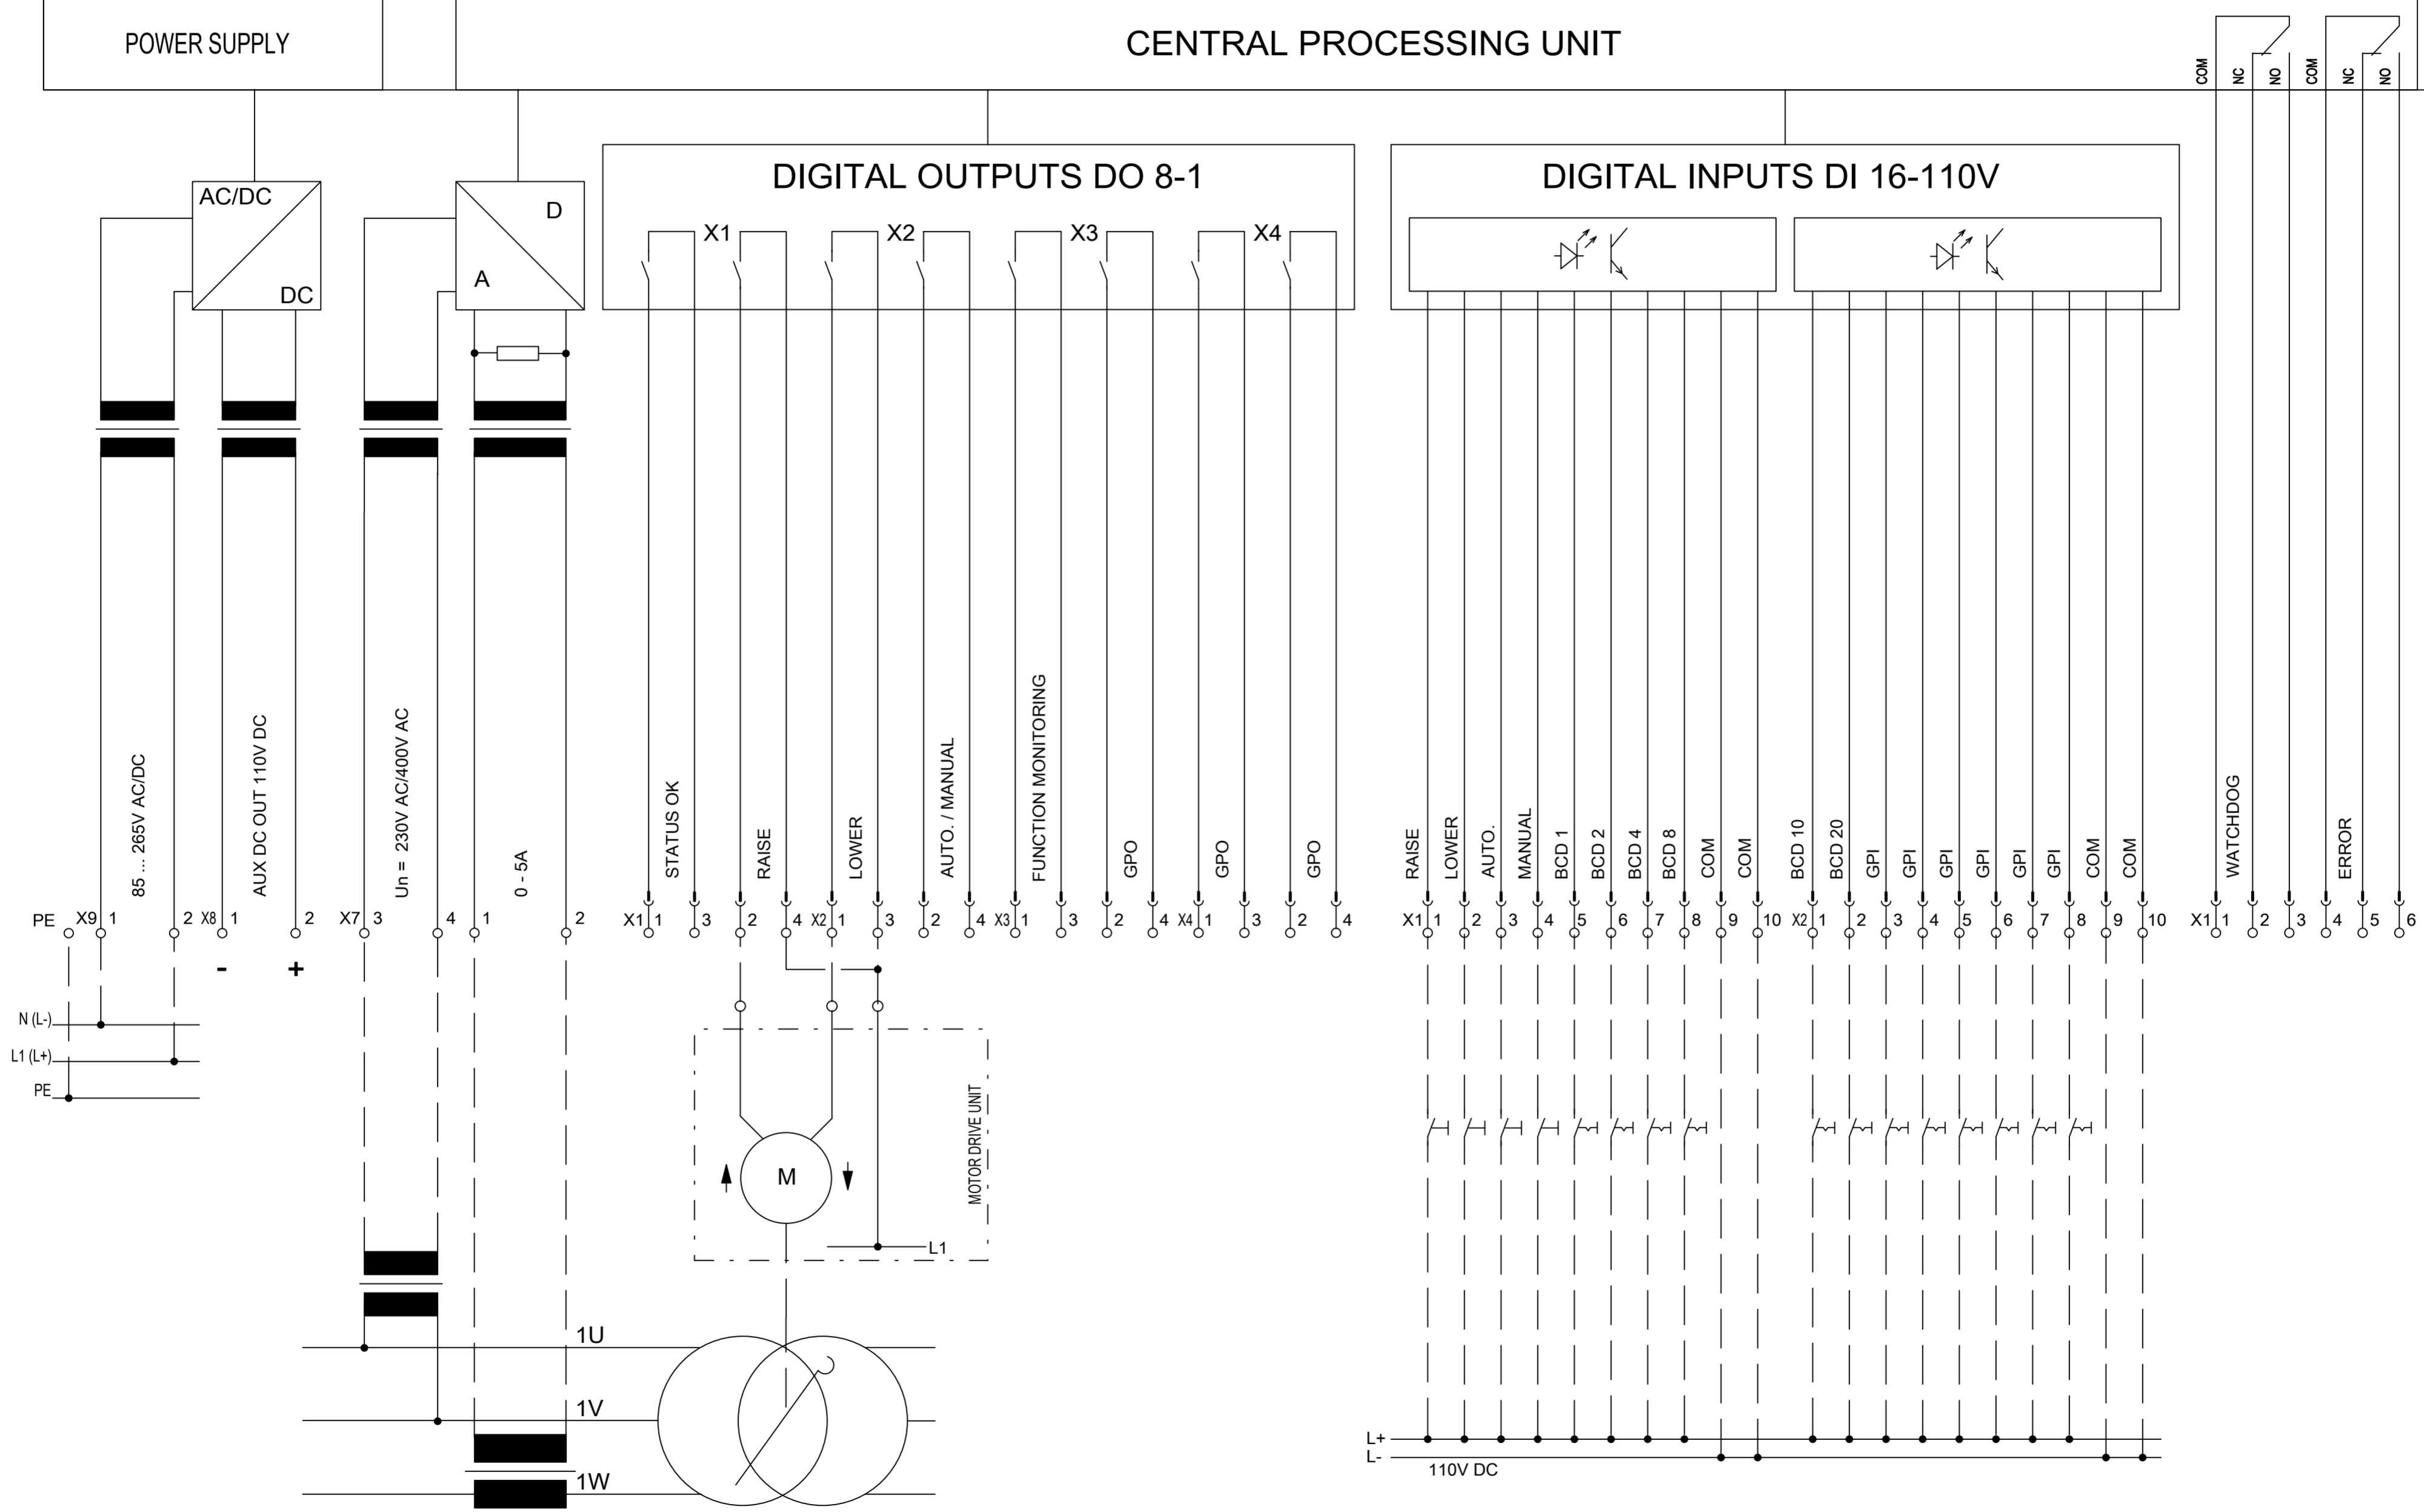 POWER SUPPLY
CENTRAL PROCESSING UNIT
COM NC NO COM NC NO
AC/DC
DC
D
A
DIGITAL OUTPUTS DO 8-1
X1 X2 X3 X4
DIGITAL INPUTS DI 16-110V
85 ... 265V AC/DC
AUX DC OUT 110V DC
Un = 230V AC/400V AC
0 - 5A
STATUS OK
RAISE
LOWER
AUTO. / MANUAL
FUNCTION MONITORING
GPO
GPO
GPO
RAISE
LOWER
AUTO.
MANUAL
BCD 1
BCD 2
BCD 4
BCD 8
COM
COM
BCD 10
BCD 20
GPI
GPI
GPI
GPI
GPI
GPI
COM
COM
WATCHDOG
ERROR
PE X9 1 2 X8 1 2 X7 3 4 1 2 X1 1 3 2 4 X2 1 3 2 4 X3 1 3 2 4 X4 1 3 2 4 X1 1 2 3 4 5 6 7 8 9 10 X2 1 2 3 4 5 6 7 8 9 10 X1 1 2 3 4 5 6
- +
N (L-)
L1 (L+)
PE
MOTOR DRIVE UNIT
M
L1
1U
1V
1W
L+
L-
110V DC